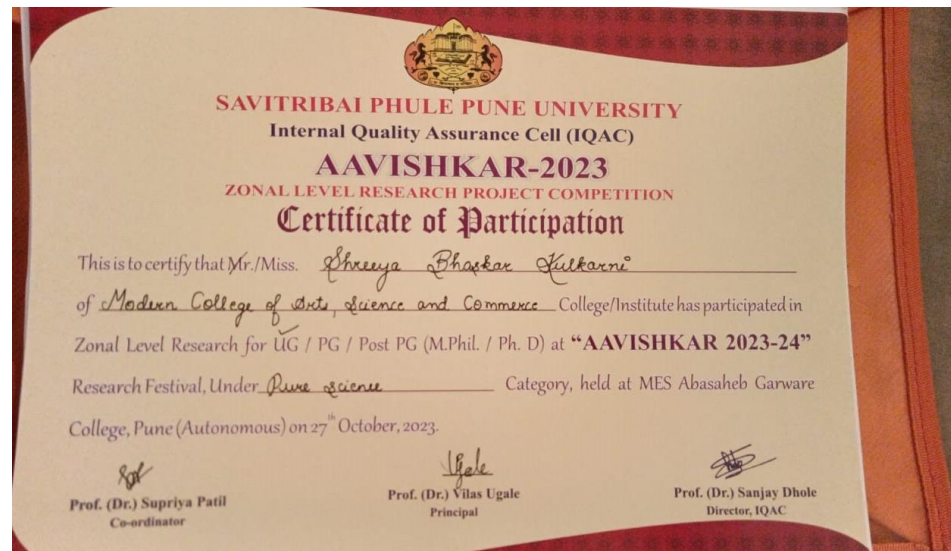 SAVITRIBAI PHULE PUNE UNIVERSITY
Internal Quality Assurance Cell (IQAC)
AAVISHKAR-2023
ZONAL LEVEL RESEARCH PROJECT COMPETITION
Certificate of Participation
This is to certify that Mr./Miss. Shreeya Bhaskar Kulkarni
of Modern College of Arts, Science and Commerce College/Institute has participated in
Zonal Level Research for UG / PG / Post PG (M.Phil. / Ph. D) at “AAVISHKAR 2023-24”
Research Festival, Under Pure Science Category, held at MES Abasaheb Garware
College, Pune (Autonomous) on 27th October, 2023.
Ugale
Prof. (Dr.) Supriya Patil Prof. (Dr.) Vilas Ugale Prof. (Dr.) Sanjay Dhole
Co-ordinator Principal Director, IQAC